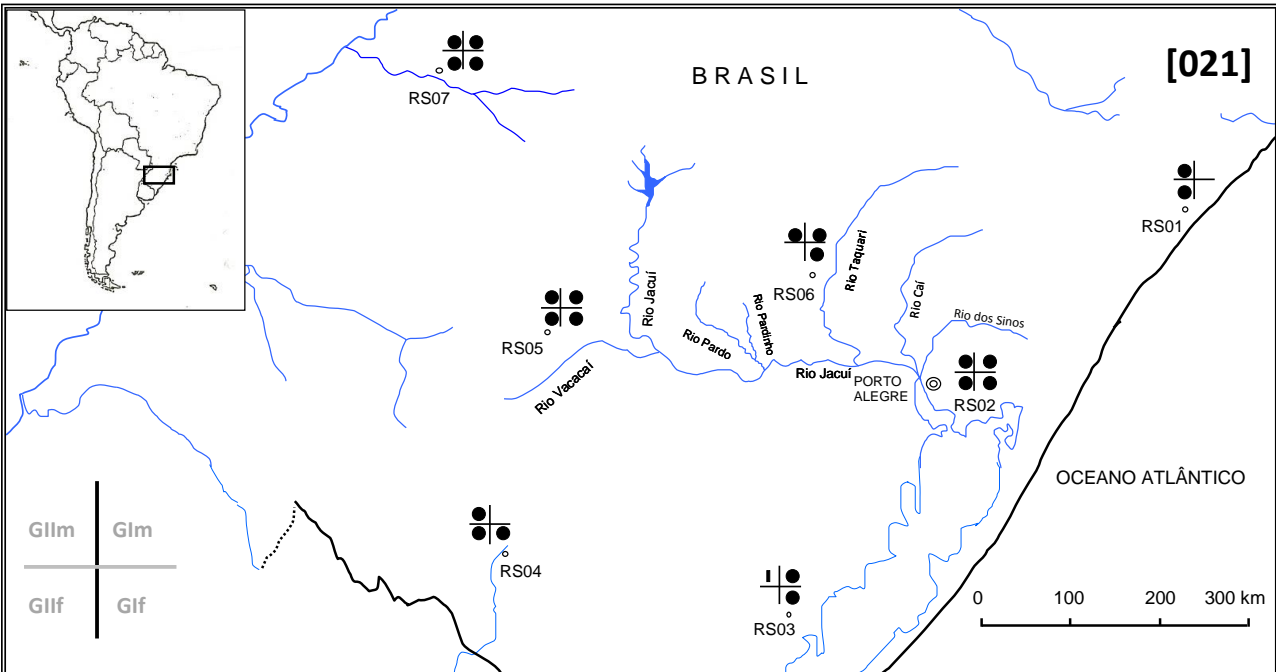 BRASIL
[021]
RS07
RS01
RS06
Rio Taquari
Rio Caí
Rio Jacuí
Rio dos Sinos
RS05
Rio Pardo
Rio Pardinho
Rio Vacacaí
Rio Jacuí
PORTO
ALEGRE
RS02
OCEANO ATLÂNTICO
GIIm
GIm
GIIf
GIf
RS04
RS03
0 100 200 300 km